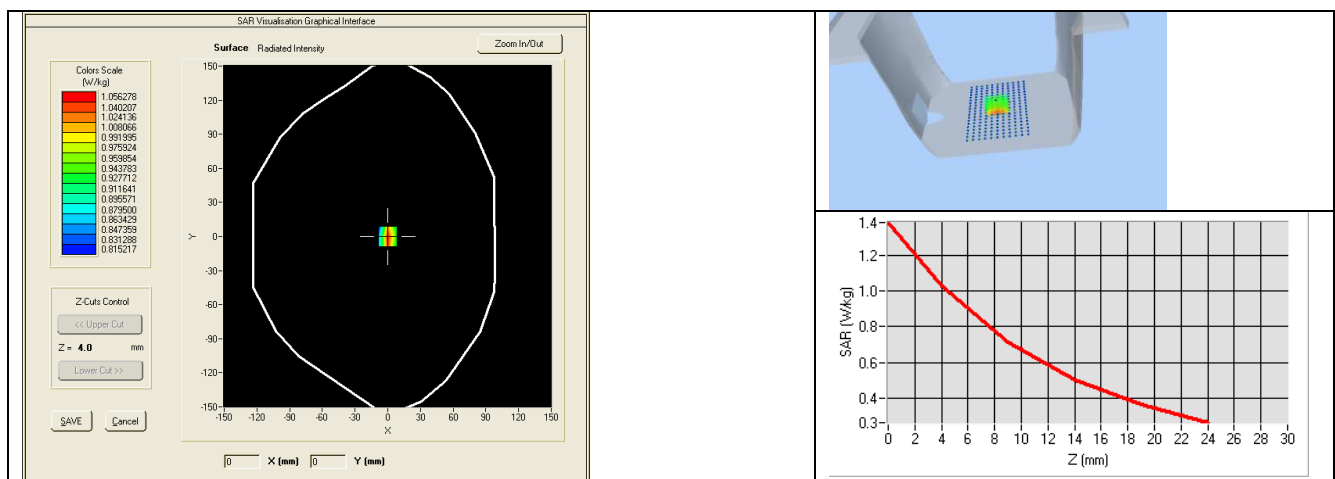 SAR Visualisation Graphical Interface
Surface Radiated Intensity
Zoom In/Out
Colors Scale
(W/kg)
1.056278
1.040207
1.024136
1.008066
0.991995
0.975924
0.959854
0.943783
0.927712
0.911641
0.895571
0.879500
0.863429
0.847359
0.831288
0.815217
Z-Cuts Control
<< Upper Cut
Z = 4.0 mm
Lower Cut >>
SAVE Cancel
150-
120-
90-
60-
30-
0-
-30-
-60-
-90-
-120-
-150-
Y
-150 -120 -90 -60 -30 0 30 60 90 120 150
X
0 X (mm) 0 Y (mm)
1.4-
1.2-
1.0-
0.8-
0.6-
0.4-
0.3-
SAR (W/kg)
0 2 4 6 8 10 12 14 16 18 20 22 24 26 28 30
Z (mm)